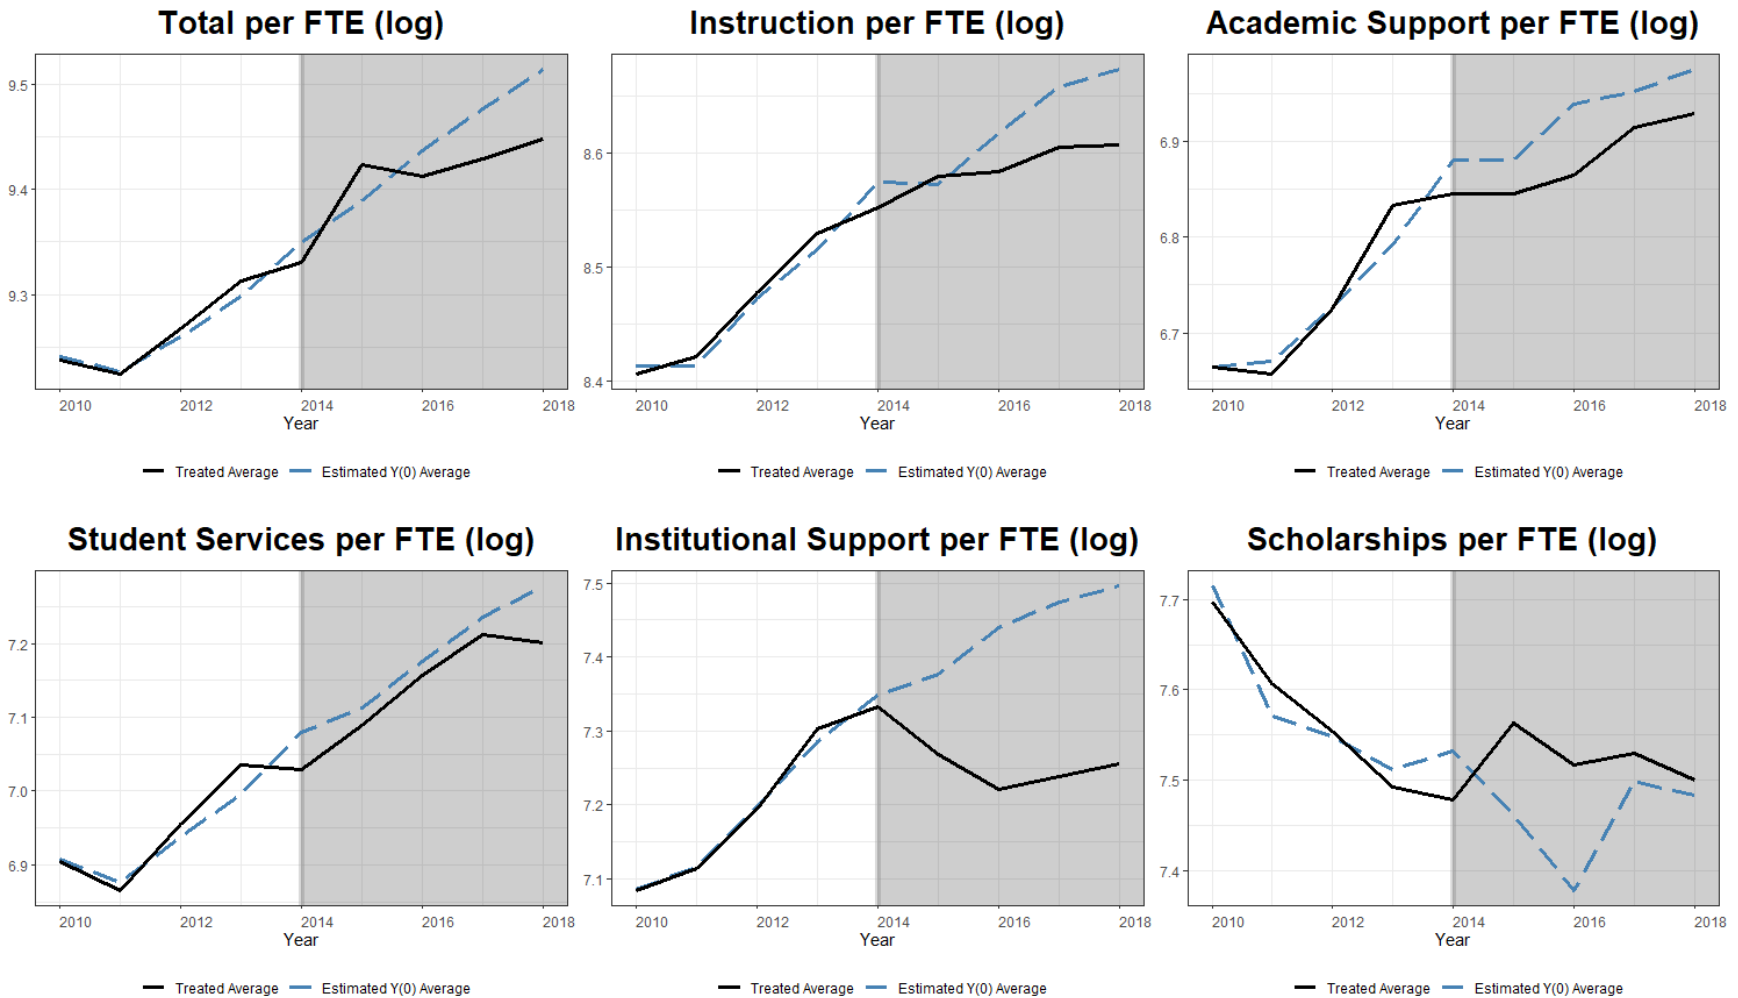 Total per FTE (log)
9.5
9.4
9.3
2010 2012 2014 2016 2018
Year
Treated Average Estimated Y(0) Average
Instruction per FTE (log)
8.6
8.5
8.4
2010 2012 2014 2016 2018
Year
Treated Average Estimated Y(0) Average
Academic Support per FTE (log)
6.9
6.8
6.7
2010 2012 2014 2016 2018
Year
Treated Average Estimated Y(0) Average
Student Services per FTE (log)
7.2
7.1
7.0
6.9
2010 2012 2014 2016 2018
Year
Treated Average Estimated Y(0) Average
Institutional Support per FTE (log)
7.5
7.4
7.3
7.2
7.1
2010 2012 2014 2016 2018
Year
Treated Average Estimated Y(0) Average
Scholarships per FTE (log)
7.7
7.6
7.5
7.4
2010 2012 2014 2016 2018
Year
Treated Average Estimated Y(0) Average